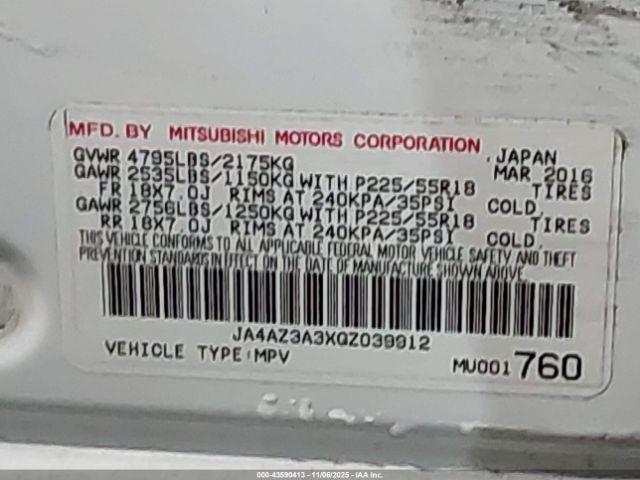 MFD. BY MITSUBISHI MOTORS CORPORATION , JAPAN
GVWR 4795LBS/2175KG MAR 2016
GAWR 2535LBS/1150KG WITH P225/55R18 TIRES
FR 18X7.0J RIMS AT 240KPA/35PSI COLD.
GAWR 2756LBS/1250KG WITH P225/55R18 TIRES
RR 18X7.0J RIMS AT 240KPA/35PSI COLD.
THIS VEHICLE CONFORMS TO ALL APPLICABLE FEDERAL MOTOR VEHICLE SAFETY AND THEFT
PREVENTION STANDARDS IN EFFECT ON THE DATE OF MANUFACTURE SHOWN ABOVE.
JA4AZ3A3XGZ039912
VEHICLE TYPE:MPV MU001760
000-43590413 - 11/06/2025 - IAA Inc. Copart